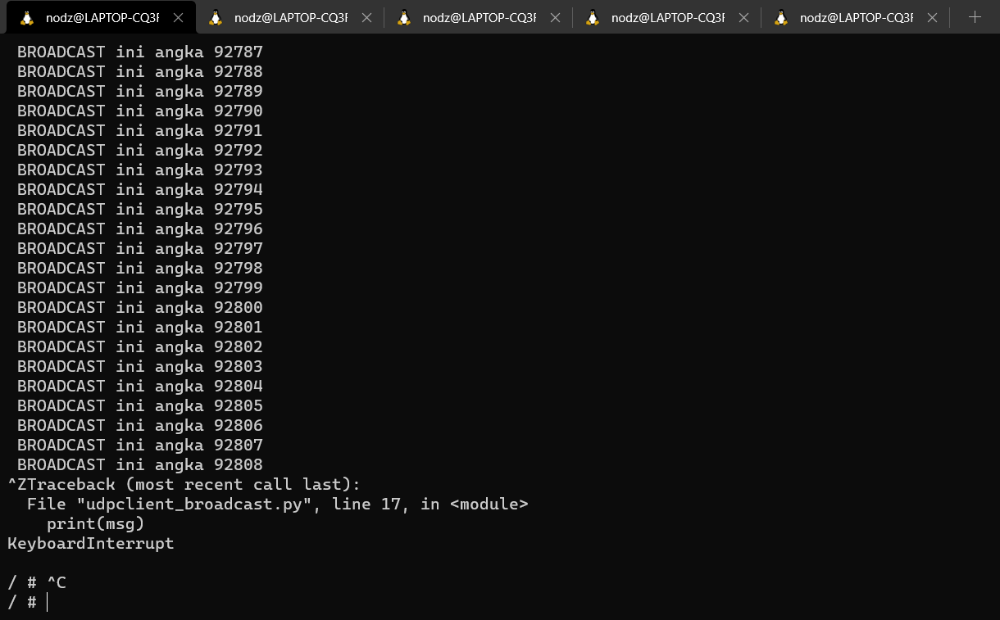 nodz@LAPTOP-CQ3F nodz@LAPTOP-CQ3F nodz@LAPTOP-CQ3F nodz@LAPTOP-CQ3F nodz@LAPTOP-CQ3F
BROADCAST ini angka 92787
BROADCAST ini angka 92788
BROADCAST ini angka 92789
BROADCAST ini angka 92790
BROADCAST ini angka 92791
BROADCAST ini angka 92792
BROADCAST ini angka 92793
BROADCAST ini angka 92794
BROADCAST ini angka 92795
BROADCAST ini angka 92796
BROADCAST ini angka 92797
BROADCAST ini angka 92798
BROADCAST ini angka 92799
BROADCAST ini angka 92800
BROADCAST ini angka 92801
BROADCAST ini angka 92802
BROADCAST ini angka 92803
BROADCAST ini angka 92804
BROADCAST ini angka 92805
BROADCAST ini angka 92806
BROADCAST ini angka 92807
BROADCAST ini angka 92808
^ZTraceback (most recent call last):
  File "udpclient_broadcast.py", line 17, in <module>
    print(msg)
KeyboardInterrupt
/ # ^C
/ #